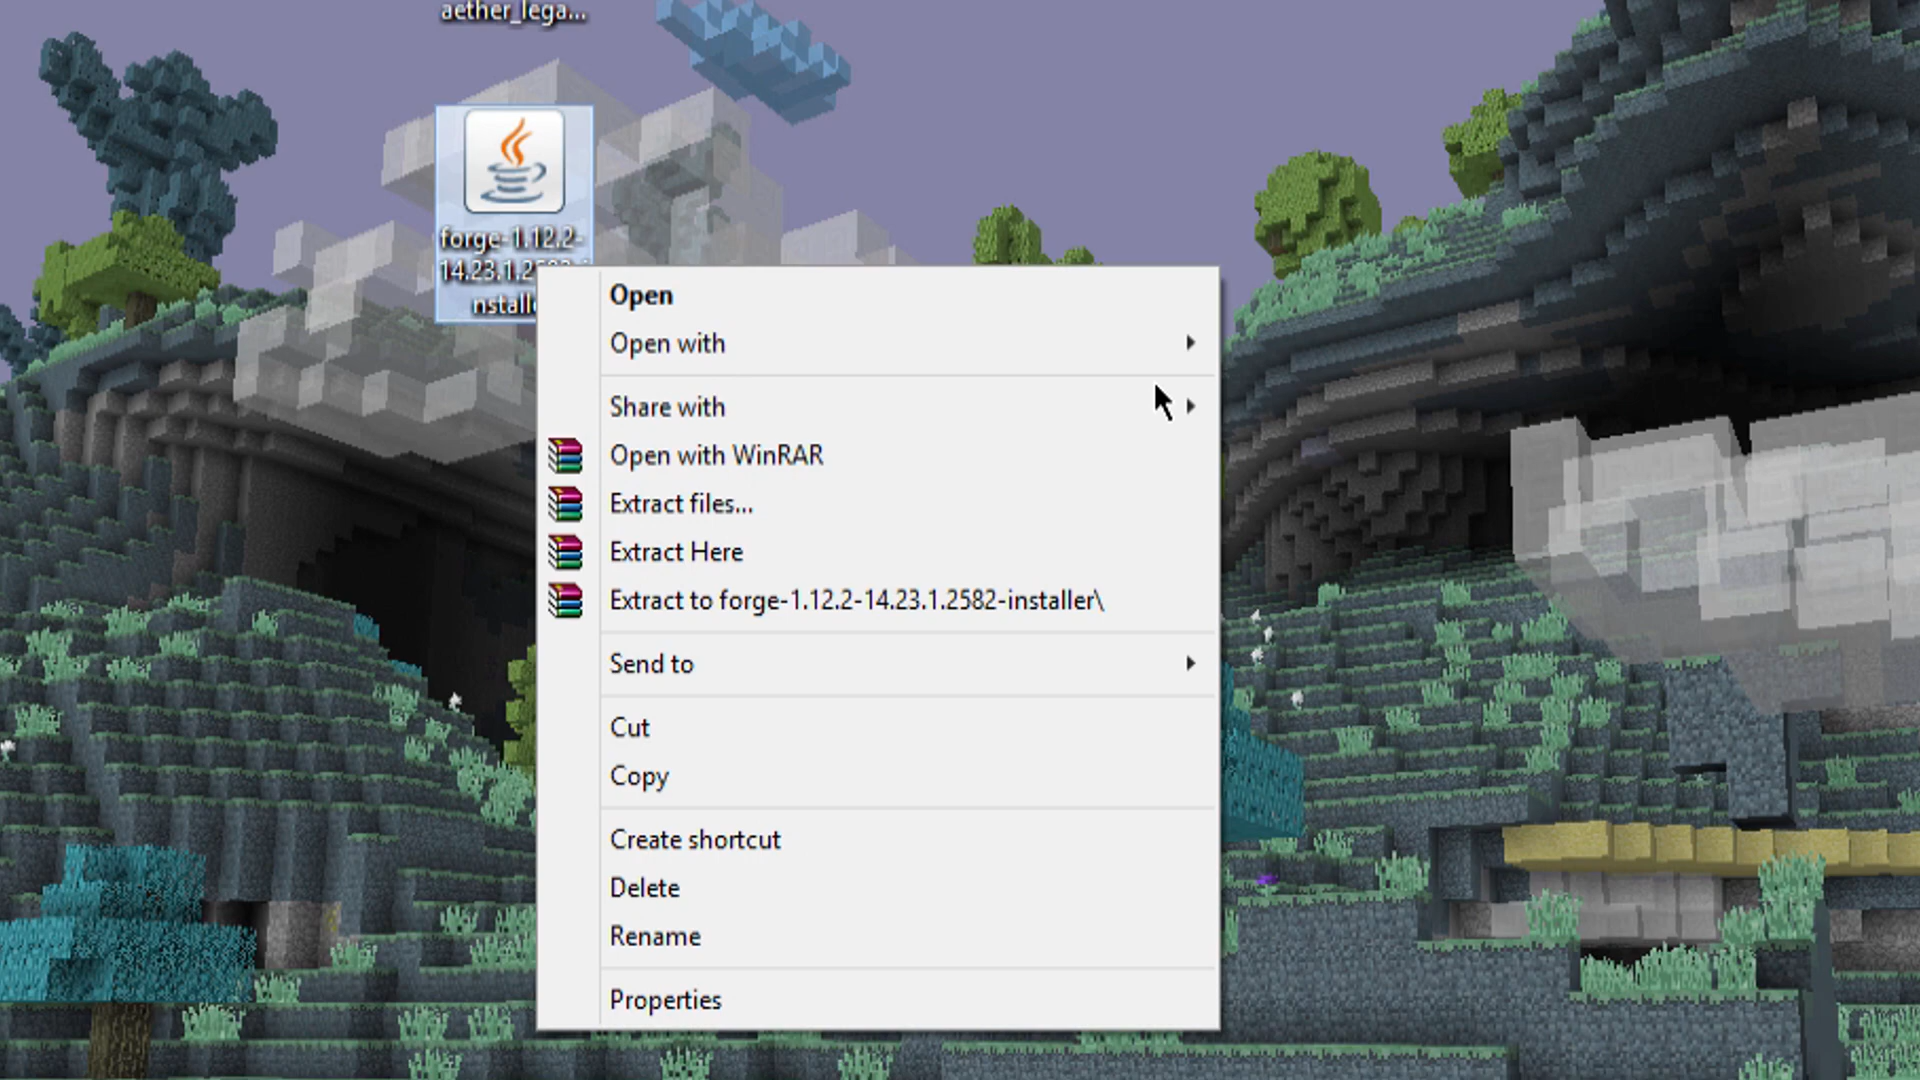 aether_lega...
forge-1.12.2-
14.23.1.2582-i
nstalle
Open
Open with
Share with
Open with WinRAR
Extract files...
Extract Here
Extract to forge-1.12.2-14.23.1.2582-installer\
Send to
Cut
Copy
Create shortcut
Delete
Rename
Properties